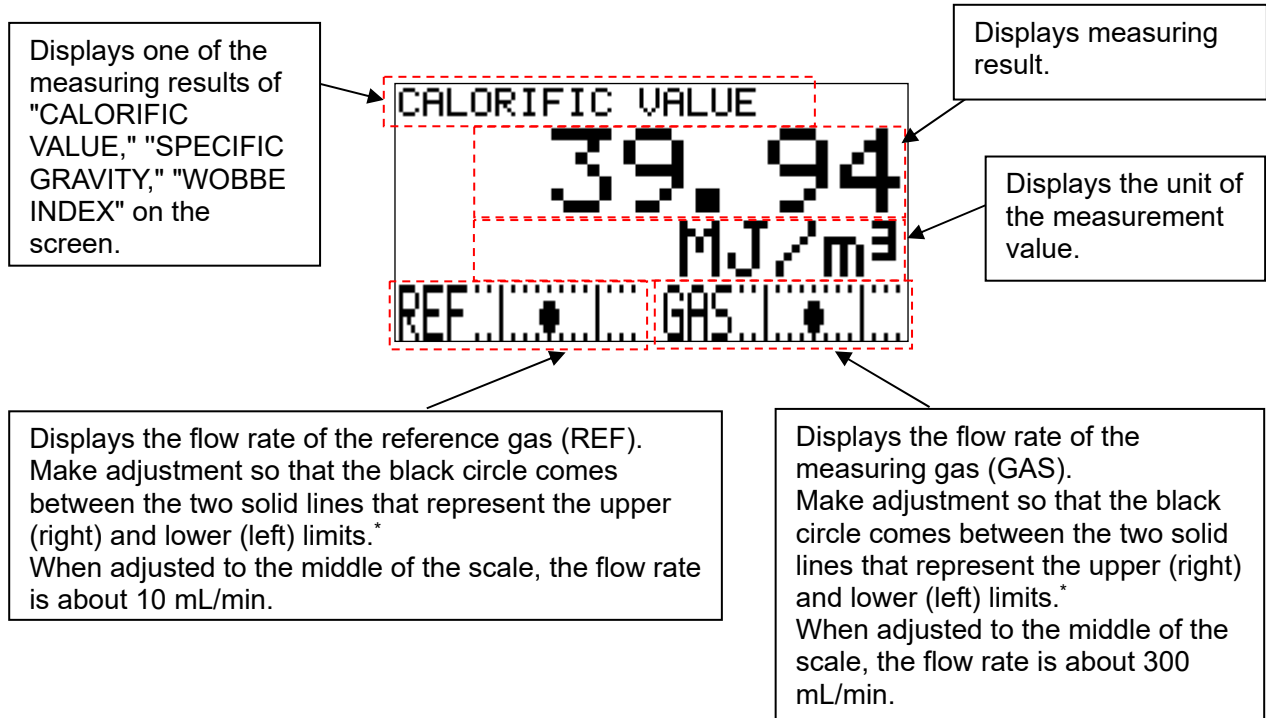 Displays one of the
measuring results of
"CALORIFIC
VALUE," "SPECIFIC
GRAVITY," "WOBBE
INDEX" on the
screen.
Displays measuring
result.
CALORIFIC VALUE
39.94
MJ/m³
REF GAS
Displays the unit of
the measurement
value.
Displays the flow rate of the reference gas (REF).
Make adjustment so that the black circle comes
between the two solid lines that represent the upper
(right) and lower (left) limits.*
When adjusted to the middle of the scale, the flow rate
is about 10 mL/min.
Displays the flow rate of the
measuring gas (GAS).
Make adjustment so that the black
circle comes between the two solid
lines that represent the upper (right)
and lower (left) limits.*
When adjusted to the middle of the
scale, the flow rate is about 300
mL/min.